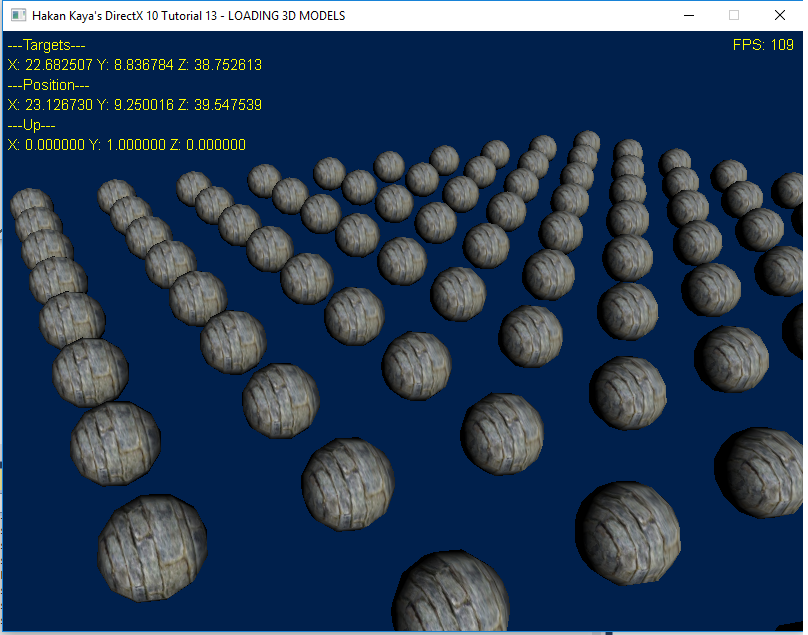 Hakan Kaya's DirectX 10 Tutorial 13 - LOADING 3D MODELS
---Targets---
FPS: 109
X: 22.682507 Y: 8.836784 Z: 38.752613
---Position---
X: 23.126730 Y: 9.250016 Z: 39.547539
---Up---
X: 0.000000 Y: 1.000000 Z: 0.000000